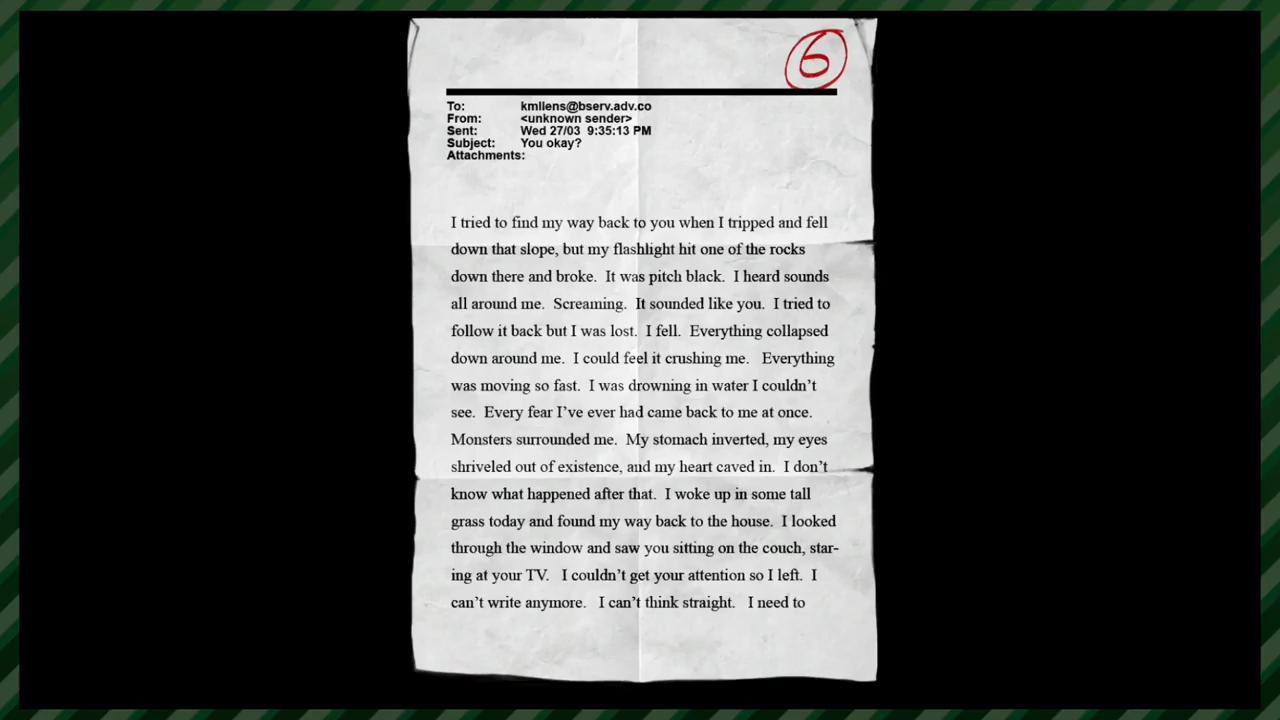 6
To: kmllens@bserv.adv.co
From: <unknown sender>
Sent: Wed 27/03  9:35:13 PM
Subject: You okay?
Attachments:
I tried to find my way back to you when I tripped and fell
down that slope, but my flashlight hit one of the rocks
down there and broke.  It was pitch black.  I heard sounds
all around me.  Screaming.  It sounded like you.  I tried to
follow it back but I was lost.  I fell.  Everything collapsed
down around me.  I could feel it crushing me.   Everything
was moving so fast.  I was drowning in water I couldn’t
see.  Every fear I’ve ever had came back to me at once.
Monsters surrounded me.  My stomach inverted, my eyes
shriveled out of existence, and my heart caved in.  I don’t
know what happened after that.  I woke up in some tall
grass today and found my way back to the house.  I looked
through the window and saw you sitting on the couch, star-
ing at your TV.   I couldn’t get your attention so I left.  I
can’t write anymore.   I can’t think straight.   I need to